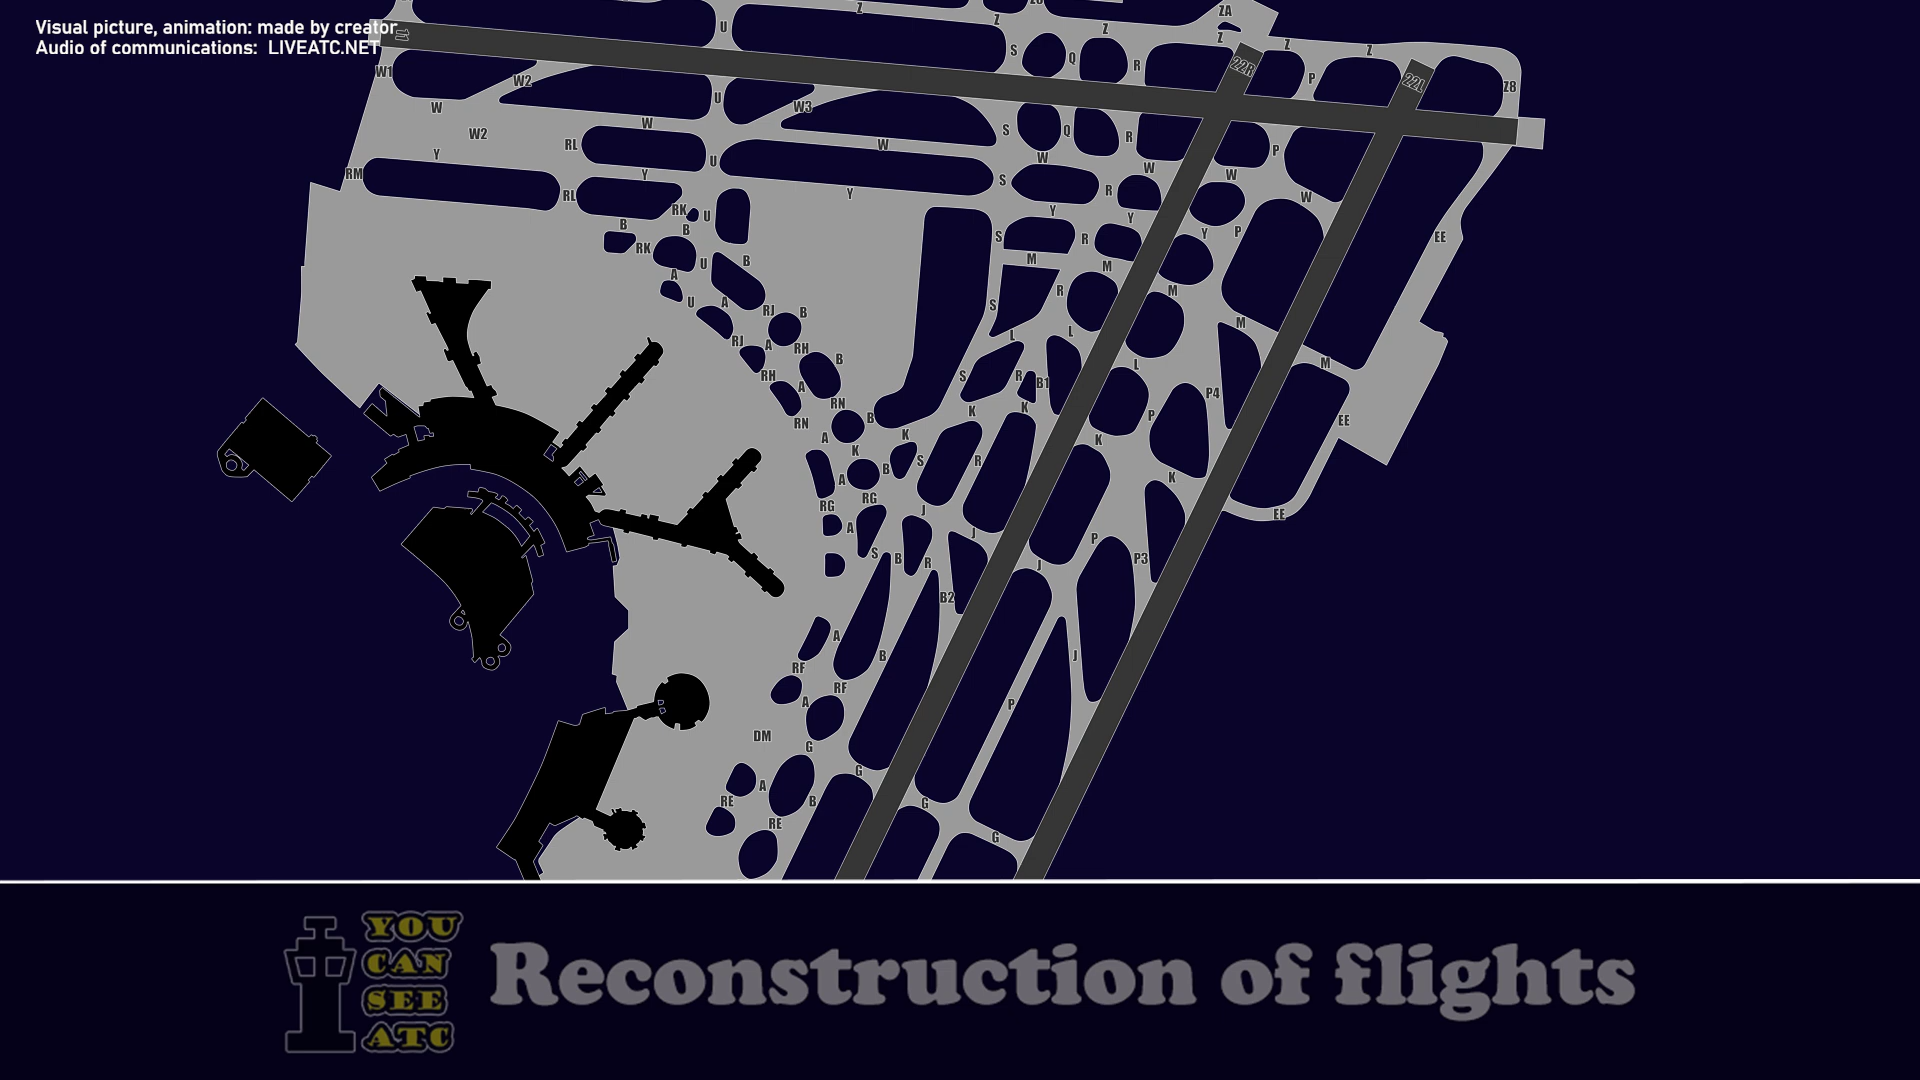 Visual picture, animation: made by creator
Audio of communications: LIVEATC.NET
Z
ZA
Z
Z
U
Z
Z
Z
Z
11
S
Q
R
22R
P
22L
Z8
W1
W2
W
U
W3
W2
W
RL
U
W
S
Q
R
P
W
W
W
W
Y
RM
RL
Y
Y
S
R
Y
Y
Y
P
EE
RK
U
B
RK
B
A
U
B
S
R
M
M
M
M
M
U
A
RJ
B
S
R
L
L
L
RJ
A
RH
B
RH
A
S
R
B1
P4
RN
RN
B
K
K
K
K
K
P
EE
A
K
A
B
S
R
RG
RG
A
J
J
J
J
P
P3
EE
S
B
R
B2
A
B
RF
RF
A
P
DM
G
G
G
G
A
B
RE
RE
YOU
CAN
SEE
ATC
Reconstruction of flights